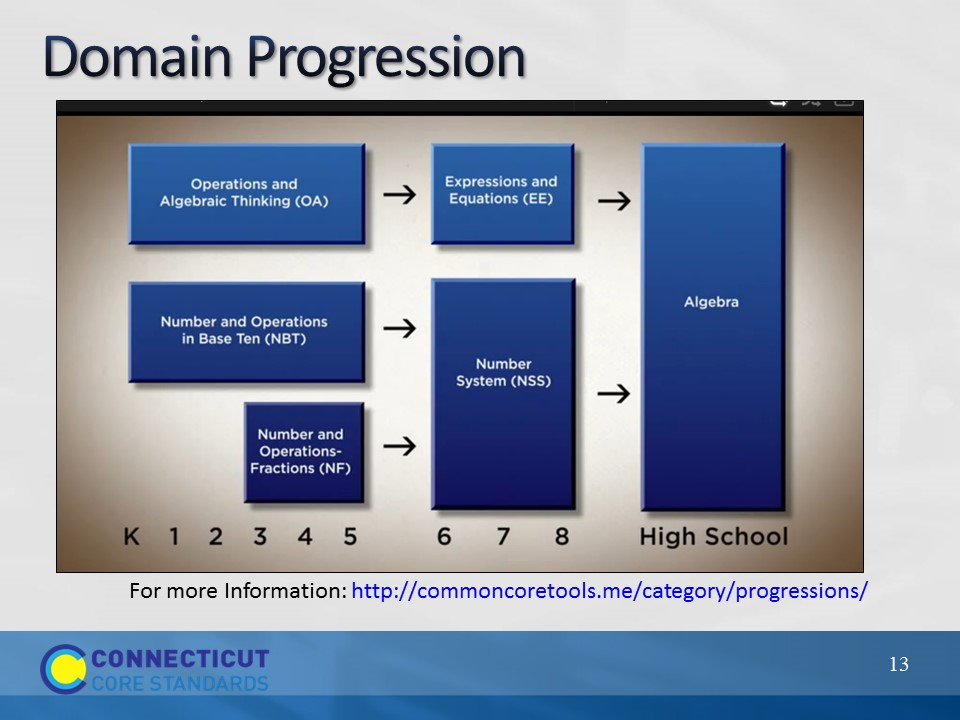 Domain Progression
Operations and
Algebraic Thinking (OA)
Expressions and
Equations (EE)
Algebra
Number and Operations
in Base Ten (NBT)
Number
System (NSS)
Number and
Operations-
Fractions (NF)
K 1 2 3 4 5 6 7 8 High School
For more Information: http://commoncoretools.me/category/progressions/
CONNECTICUT
CORE STANDARDS
13